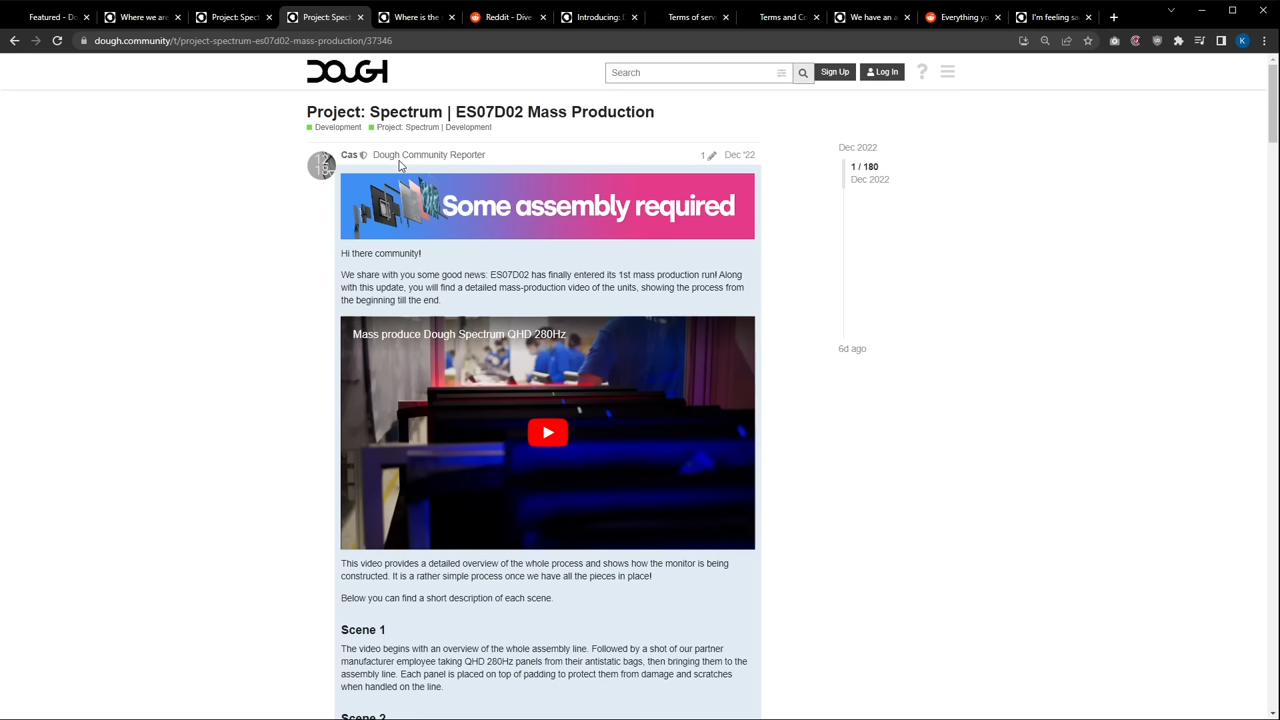 Featured - Do
Where we are
Project: Spect
Project: Spect
Where is the
Reddit - Dive
Introducing: D
Terms of serv
Terms and Co
We have an a
Everything yo
I'm feeling sa
dough.community/t/project-spectrum-es07d02-mass-production/37346
K
DOUGH
Search
Sign Up
Log In
Project: Spectrum | ES07D02 Mass Production
Development
Project: Spectrum | Development
Cas
Dough Community Reporter
1
Dec '22
Dec 2022
1 / 180
Dec 2022
6d ago
Some assembly required
Hi there community!
We share with you some good news: ES07D02 has finally entered its 1st mass production run! Along
with this update, you will find a detailed mass-production video of the units, showing the process from
the beginning till the end.
Mass produce Dough Spectrum QHD 280Hz
This video provides a detailed overview of the whole process and shows how the monitor is being
constructed. It is a rather simple process once we have all the pieces in place!
Below you can find a short description of each scene.
Scene 1
The video begins with an overview of the whole assembly line. Followed by a shot of our partner
manufacturer employee taking QHD 280Hz panels from their antistatic bags, then bringing them to the
assembly line. Each panel is placed on top of padding to protect them from damage and scratches
when handled on the line.
Scene 2